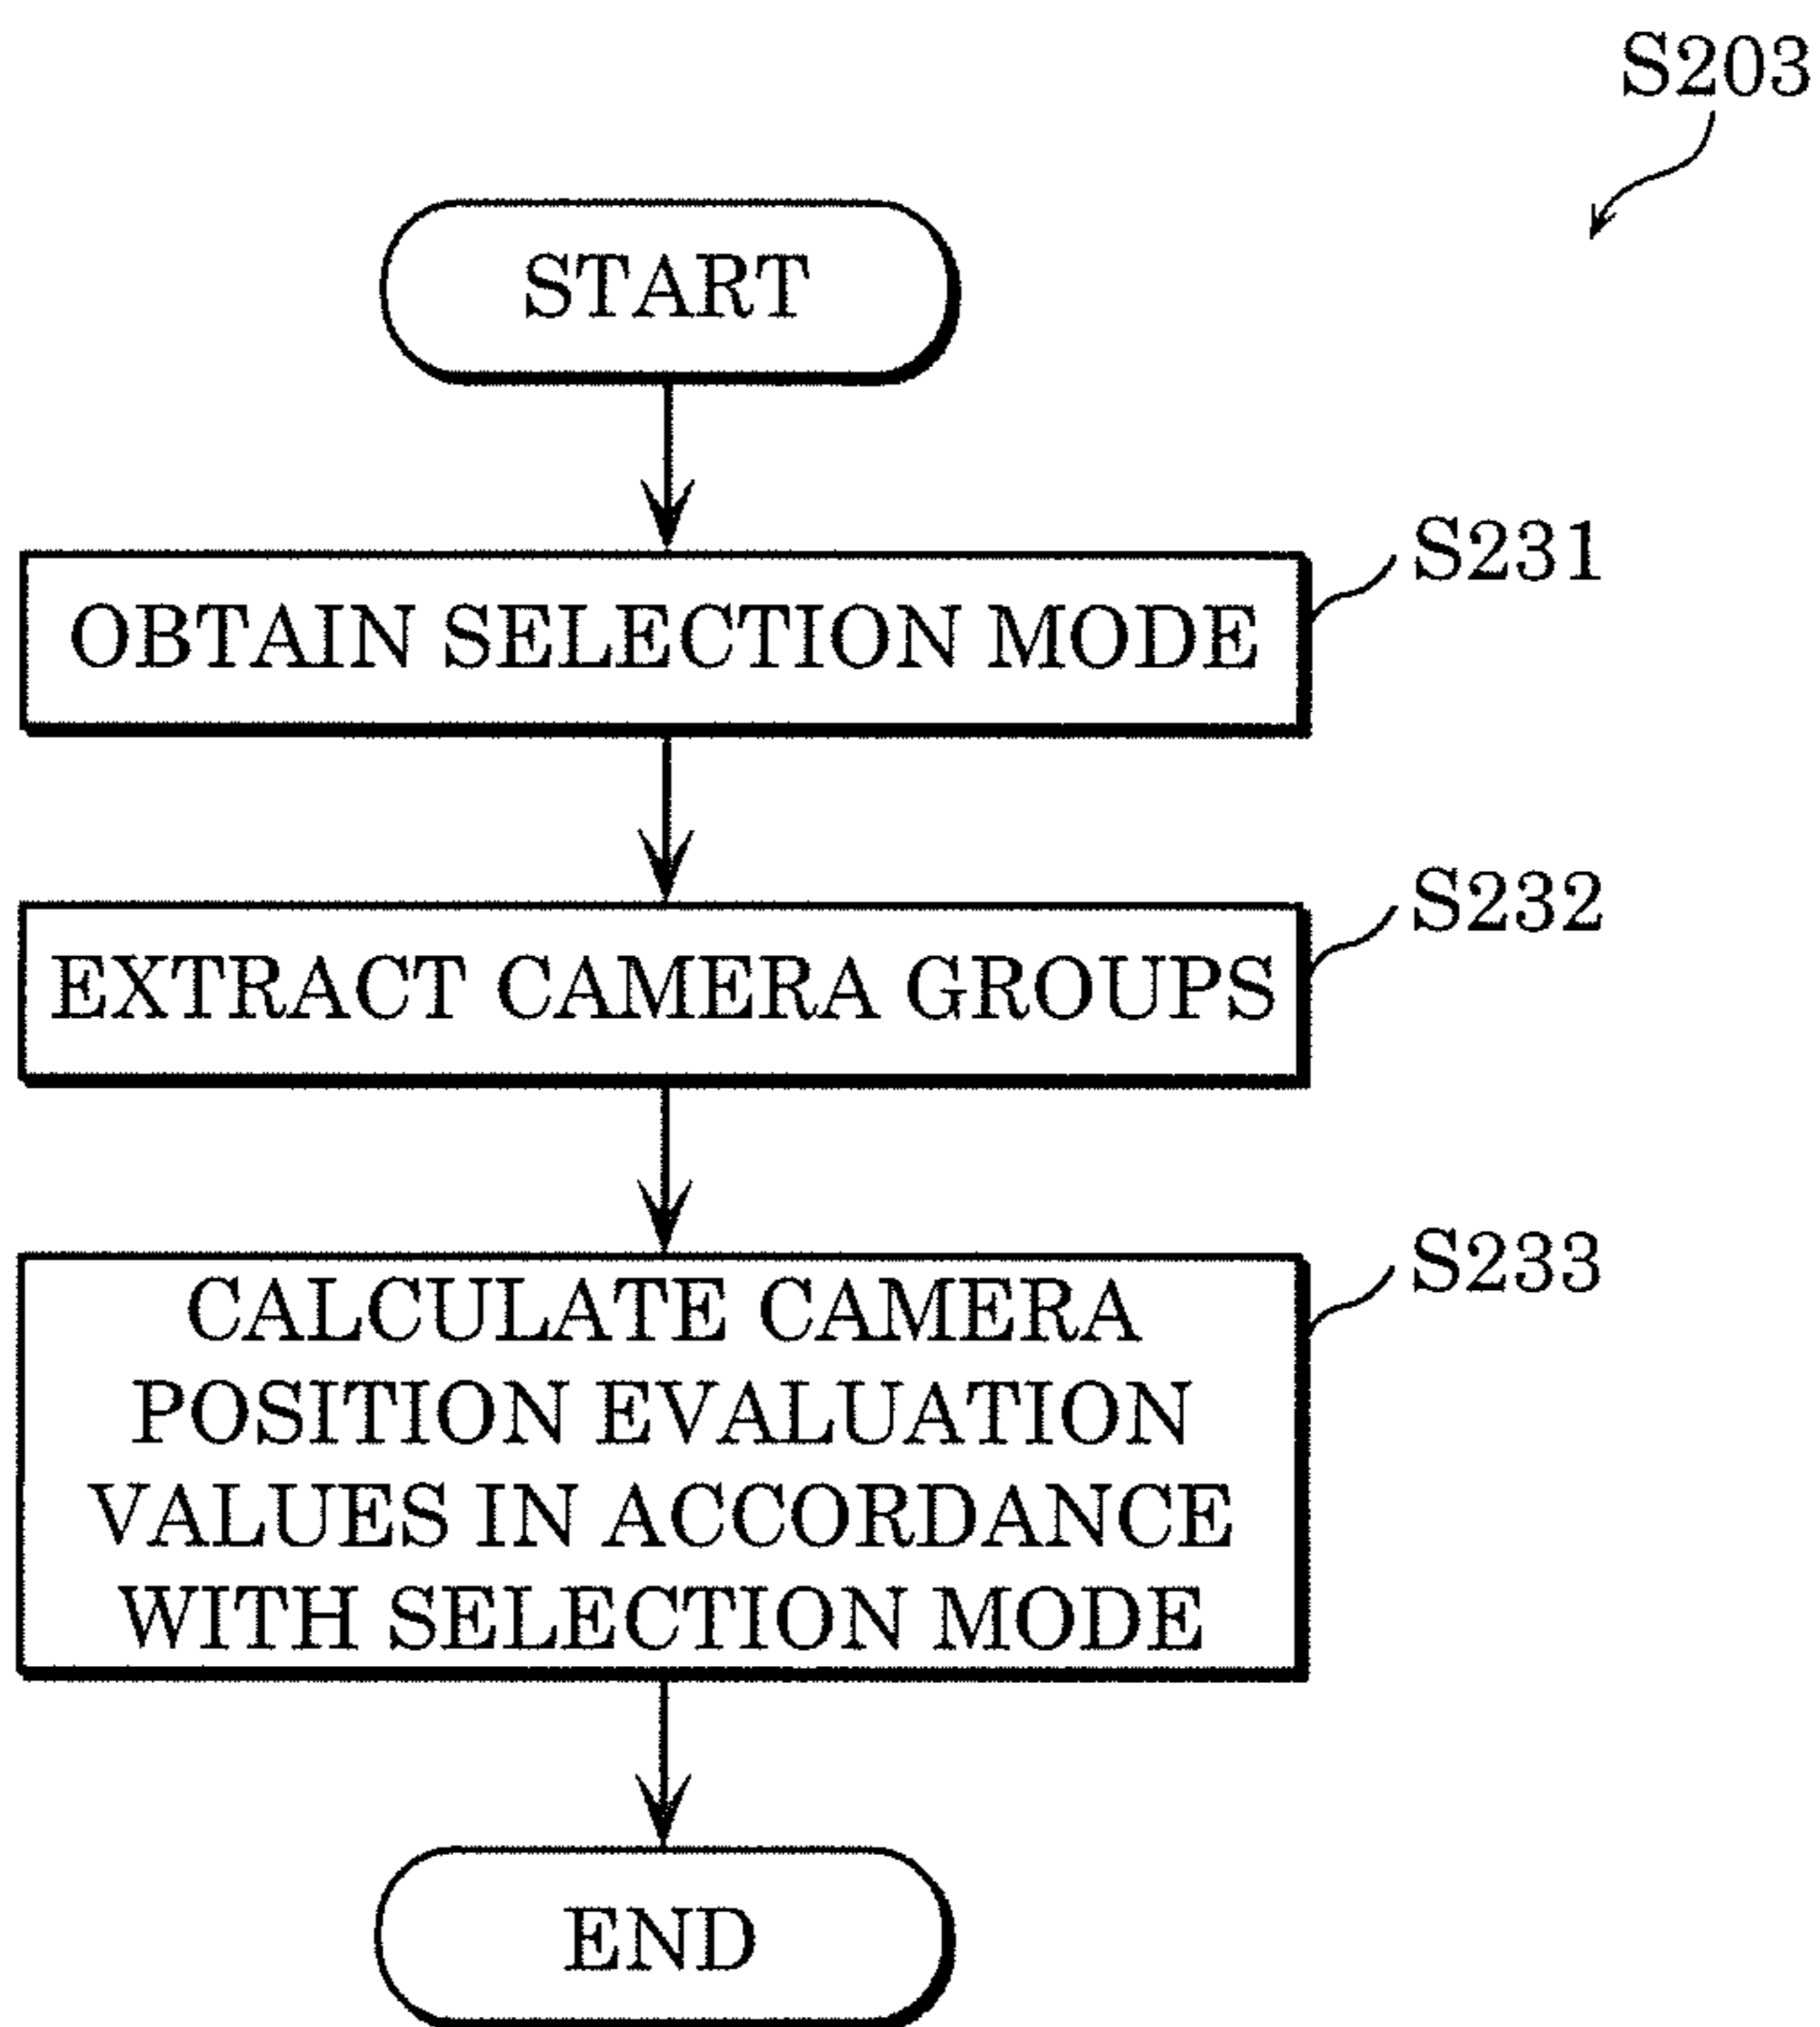 S203
START
S231
OBTAIN SELECTION MODE
S232
EXTRACT CAMERA GROUPS
S233
CALCULATE CAMERA
POSITION EVALUATION
VALUES IN ACCORDANCE
WITH SELECTION MODE
END